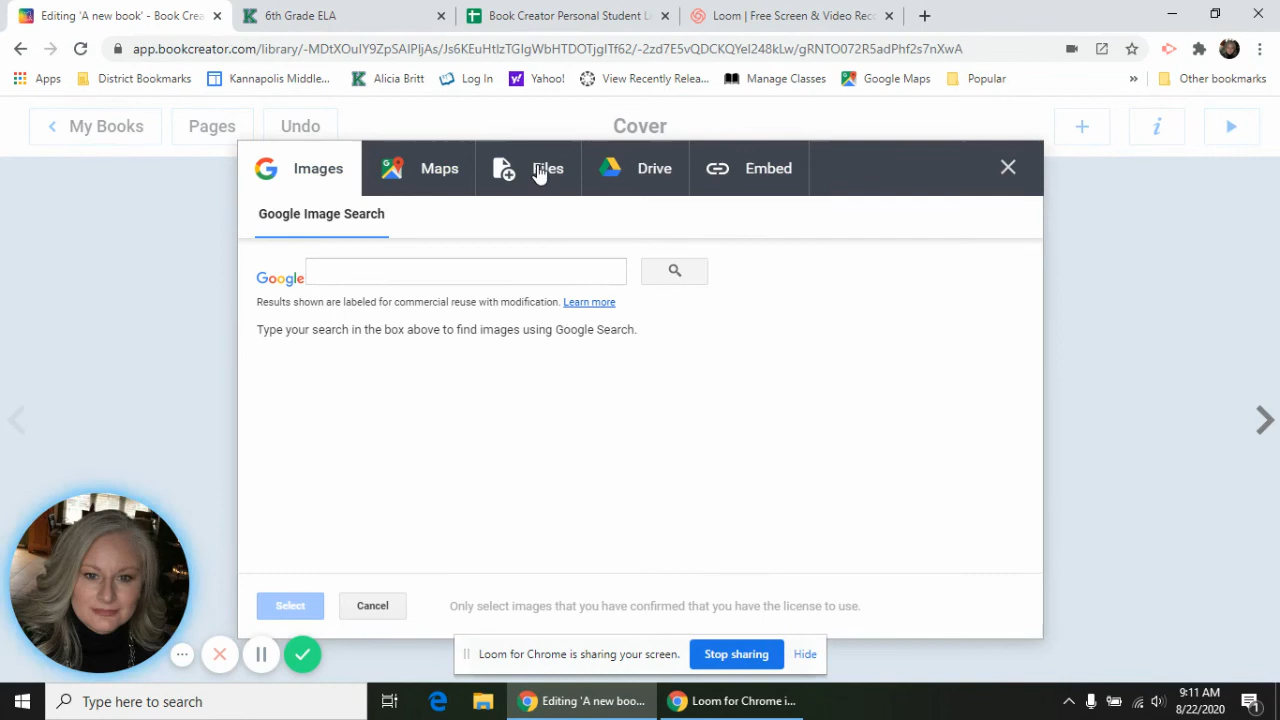 Editing 'A new book' - Book Crea
6th Grade ELA
Book Creator Personal Student Li
Loom | Free Screen & Video Rec
app.bookcreator.com/library/-MDtXOuIY9ZpSAIPIjAs/Js6KEuHtlzTGgWbHTDOTjgITf62/-2zd7E5vQDCKQYel248kLw/gRNTO072R5adPhf2s7nXwA
Apps
District Bookmarks
Kannapolis Middle...
Alicia Britt
Log In
Yahoo!
View Recently Relea...
Manage Classes
Google Maps
Popular
»
Other bookmarks
My Books
Pages
Undo
Cover
Images
Maps
Files
Drive
Embed
Google Image Search
Google
Results shown are labeled for commercial reuse with modification. Learn more
Type your search in the box above to find images using Google Search.
Select
Cancel
Only select images that you have confirmed that you have the license to use.
Loom for Chrome is sharing your screen.
Stop sharing
Hide
Type here to search
Editing 'A new boo...
Loom for Chrome i...
9:11 AM
8/22/2020